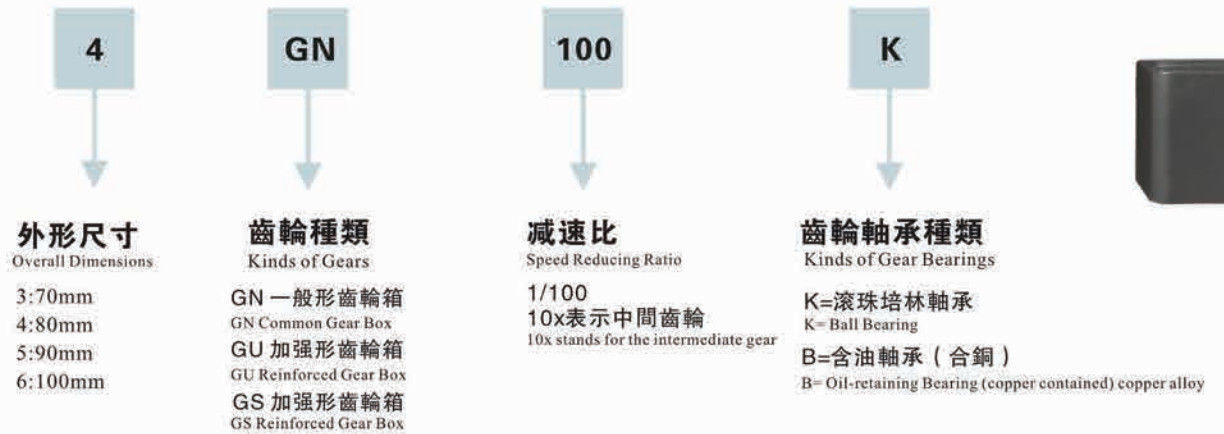 4
GN
100
K
外形尺寸
Overall Dimensions
3:70mm
4:80mm
5:90mm
6:100mm
齒輪種類
Kinds of Gears
GN 一般形齒輪箱
GN Common Gear Box
GU 加强形齒輪箱
GU Reinforced Gear Box
GS 加强形齒輪箱
GS Reinforced Gear Box
减速比
Speed Reducing Ratio
1/100
10x表示中間齒輪
10x stands for the intermediate gear
齒輪軸承種類
Kinds of Gear Bearings
K=滚珠培林軸承
K= Ball Bearing
B=含油軸承（合銅）
B= Oil-retaining Bearing (copper contained) copper alloy